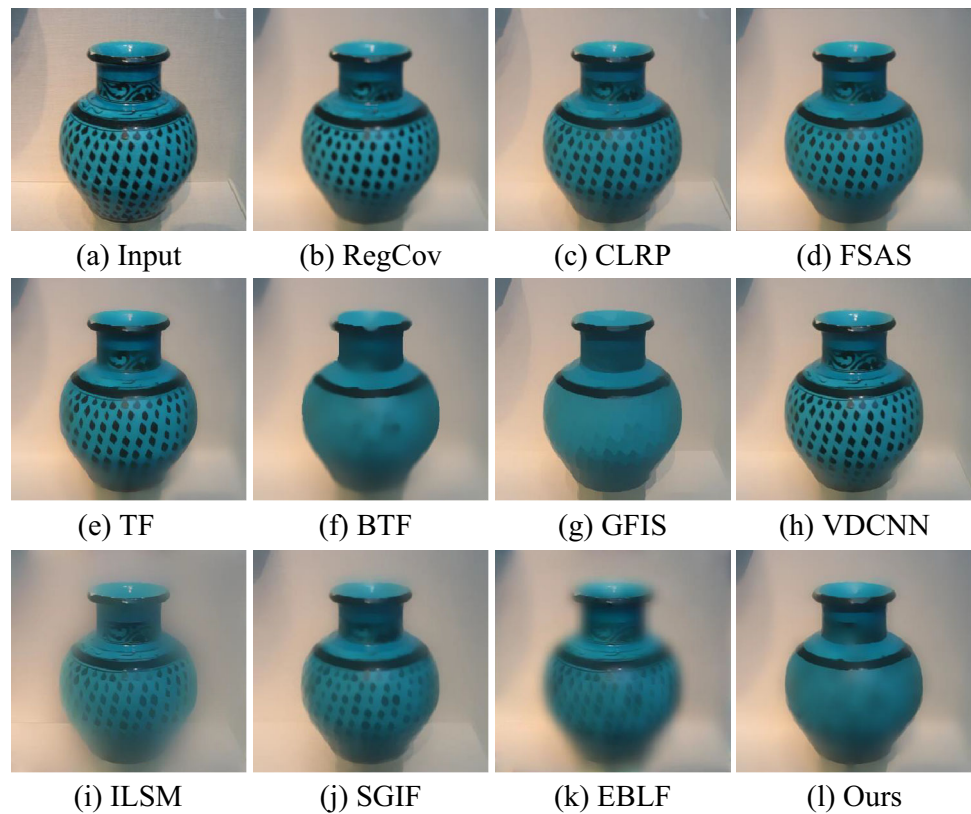 (a) Input
(b) RegCov
(c) CLRP
(d) FSAS
(e) TF
(f) BTF
(g) GFIS
(h) VDCNN
(i) ILSM
(j) SGIF
(k) EBLF
(l) Ours